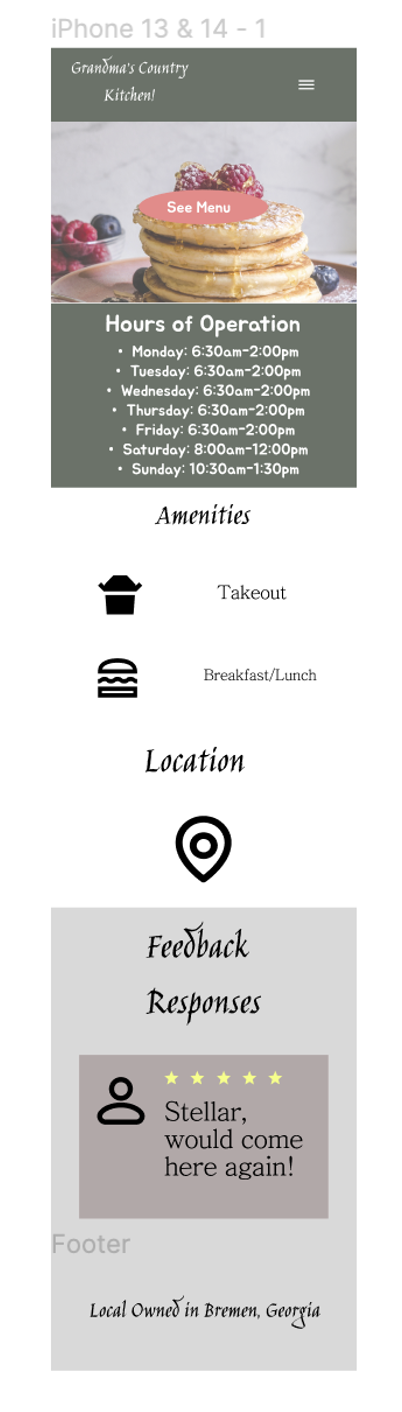 iPhone 13 & 14 - 1
Grandma's Country
Kitchen!
See Menu
Hours of Operation
• Monday: 6:30am-2:00pm
• Tuesday: 6:30am-2:00pm
• Wednesday: 6:30am-2:00pm
• Thursday: 6:30am-2:00pm
• Friday: 6:30am-2:00pm
• Saturday: 8:00am-12:00pm
• Sunday: 10:30am-1:30pm
Amenities
Takeout
Breakfast/Lunch
Location
Feedback
Responses
Stellar,
would come
here again!
Footer
Local Owned in Bremen, Georgia